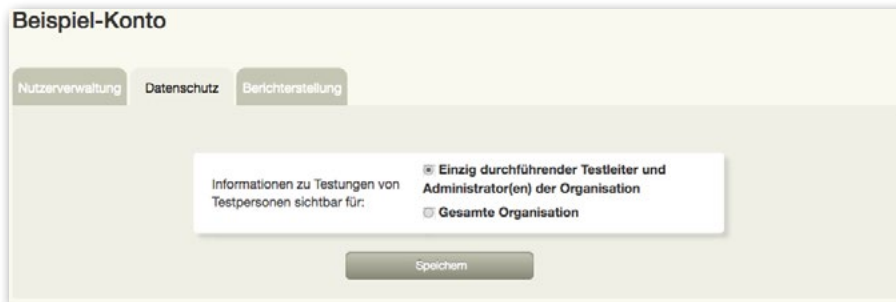 Beispiel-Konto
Nutzerverwaltung Datenschutz Berichterstellung
Informationen zu Testungen von
Testpersonen sichtbar für:
Einzig durchführender Testleiter und
Administrator(en) der Organisation
Gesamte Organisation
Speichern